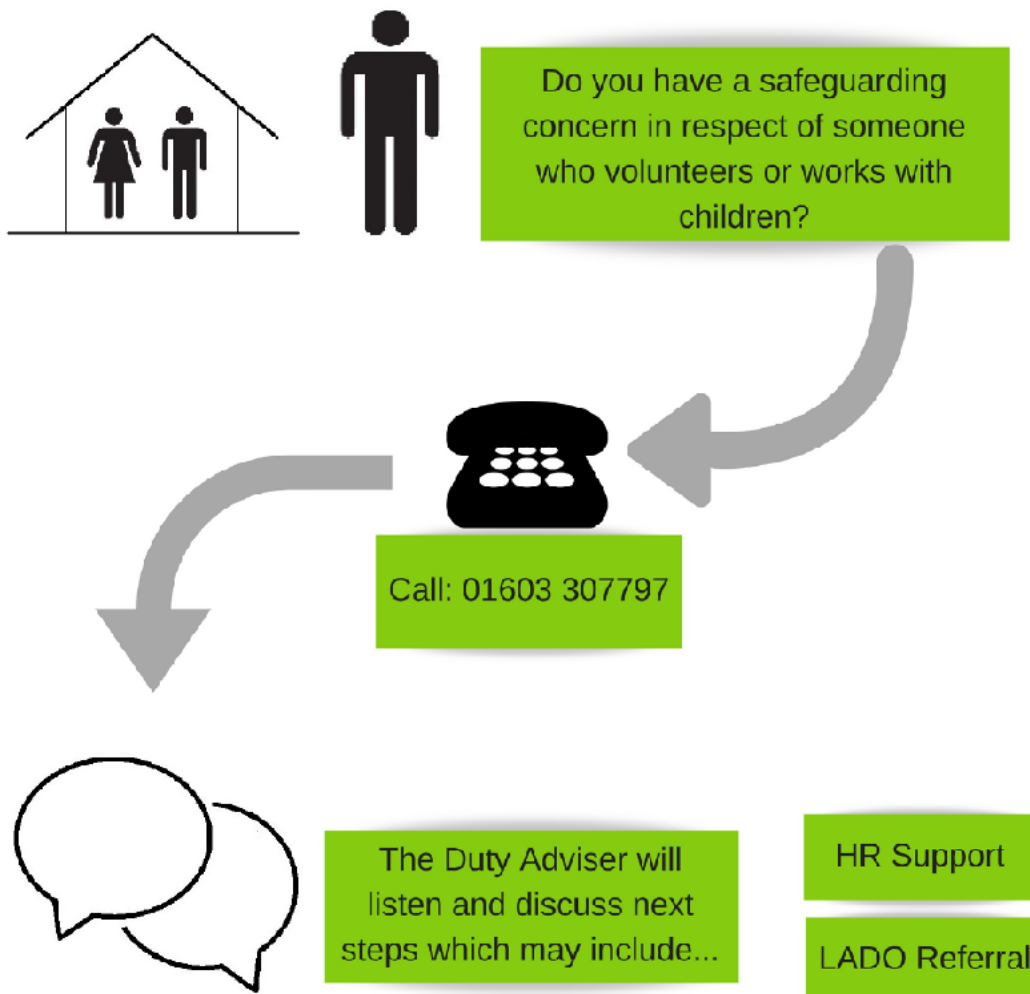 Do you have a safeguarding
concern in respect of someone
who volunteers or works with
children?
Call: 01603 307797
The Duty Adviser will
listen and discuss next
steps which may include...
HR Support
LADO Referral